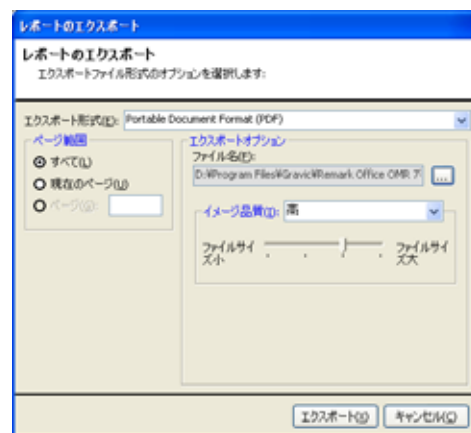 レポートのエクスポート
レポートのエクスポート
エクスポートファイル形式のオプションを選択します:
エクスポート形式(E): Portable Document Format (PDF)
ページ範囲
すべて(L)
現在のページ(U)
ページ(G):
エクスポートオプション
ファイル名(F):
D:¥Program Files¥Gravic¥Remark Office OMR 7
...
イメージ品質(I): 高
ファイルサイズ小
ファイルサイズ大
エクスポート(X)
キャンセル(C)